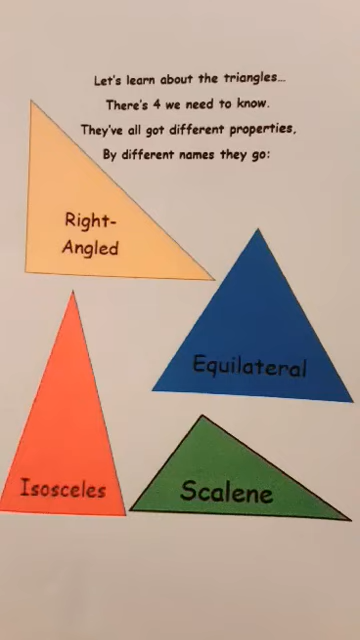 Let's learn about the triangles...
There's 4 we need to know.
They've all got different properties,
By different names they go:
Right-
Angled
Equilateral
Isosceles
Scalene